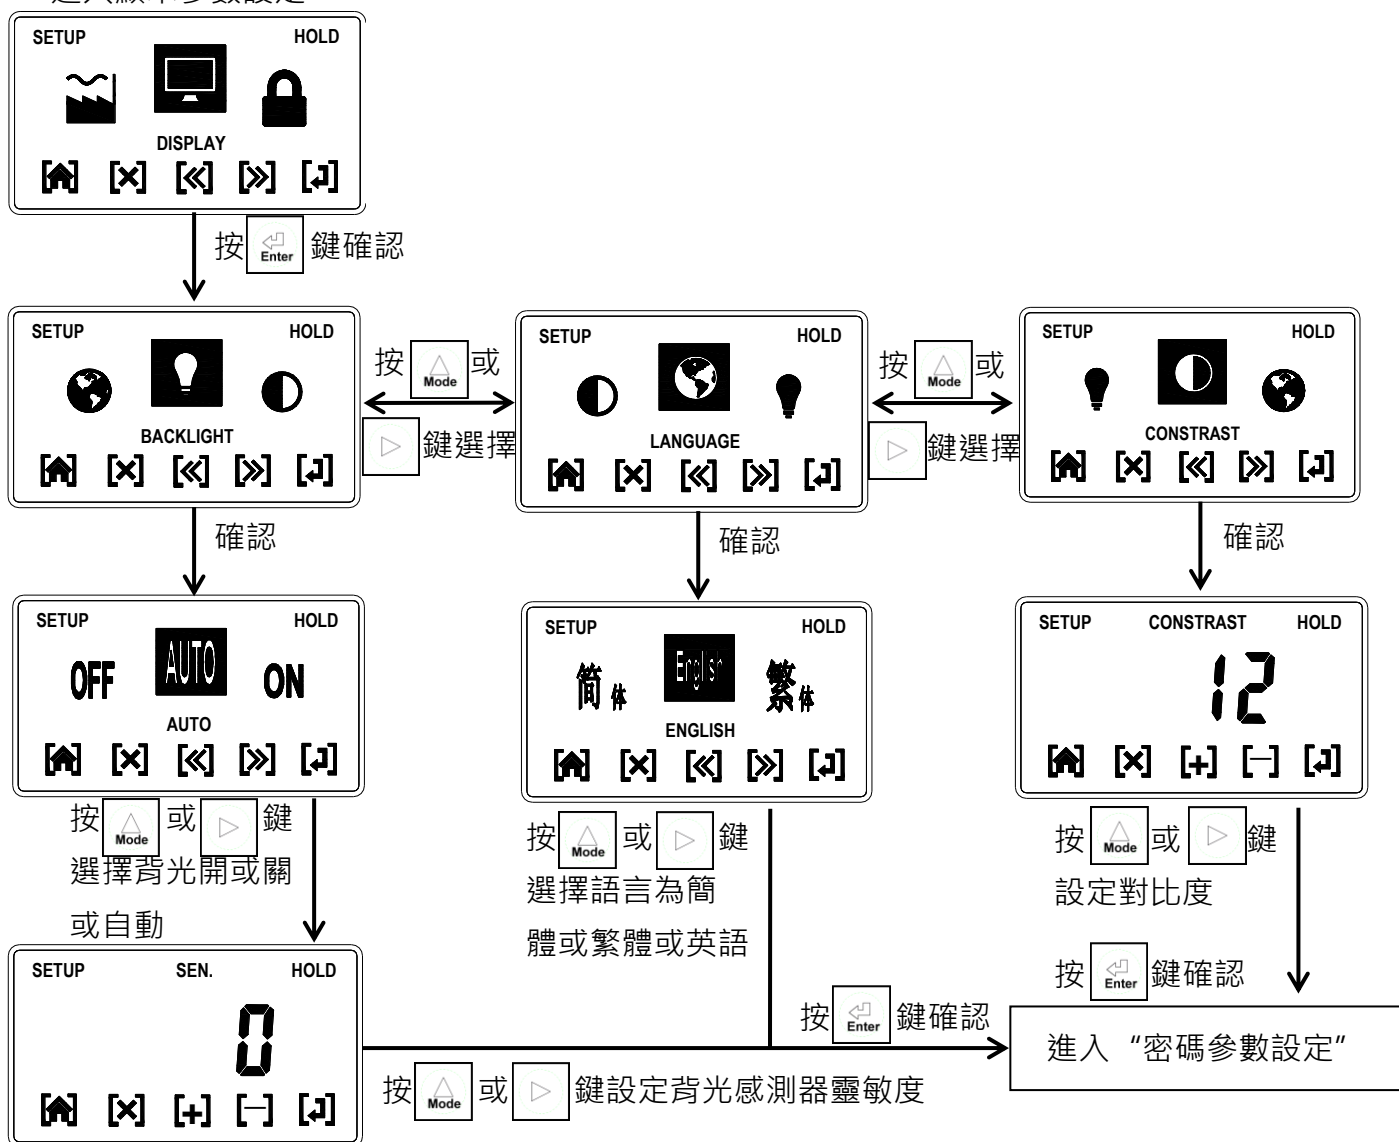 進入顯示參數設定
SETUP HOLD
DISPLAY
按 Enter 鍵確認
SETUP HOLD
BACKLIGHT
按 Mode 或
鍵選擇
SETUP HOLD
LANGUAGE
按 Mode 或
鍵選擇
SETUP HOLD
CONSTRAST
確認
確認
確認
SETUP HOLD
OFF AUTO ON
AUTO
按 Mode 或 鍵
選擇背光開或關
或自動
SETUP HOLD
简体 English 繁体
ENGLISH
按 Mode 或 鍵
選擇語言為簡
體或繁體或英語
SETUP CONSTRAST HOLD
12
按 Mode 或 鍵
設定對比度
按 Enter 鍵確認
SETUP SEN. HOLD
0
按 Mode 或 鍵設定背光感測器靈敏度
按 Enter 鍵確認
進入“密碼參數設定”